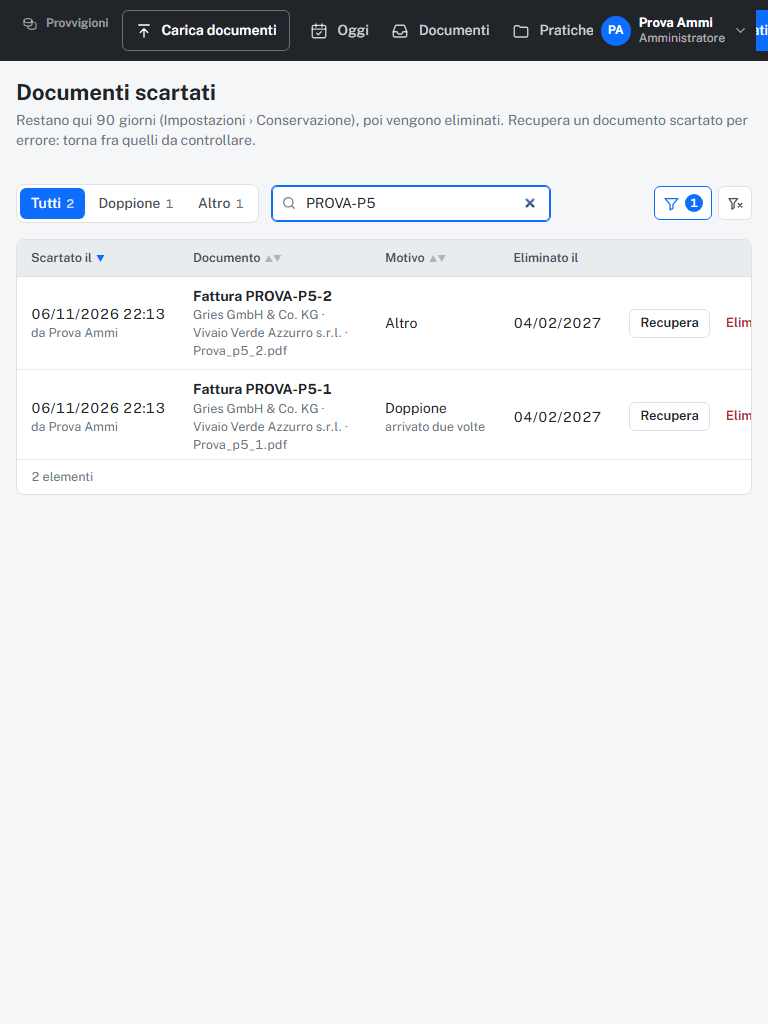 Provvigioni
Carica documenti
Oggi
Documenti
Pratiche
PA
Prova Ammi
Amministratore
Documenti scartati
Restano qui 90 giorni (Impostazioni › Conservazione), poi vengono eliminati. Recupera un documento scartato per
errore: torna fra quelli da controllare.
Tutti 2
Doppione 1
Altro 1
PROVA-P5
1
Scartato il
Documento
Motivo
Eliminato il
06/11/2026 22:13
da Prova Ammi
Fattura PROVA-P5-2
Gries GmbH & Co. KG ·
Vivaio Verde Azzurro s.r.l. ·
Prova_p5_2.pdf
Altro
04/02/2027
Recupera
Elim
06/11/2026 22:13
da Prova Ammi
Fattura PROVA-P5-1
Gries GmbH & Co. KG ·
Vivaio Verde Azzurro s.r.l. ·
Prova_p5_1.pdf
Doppione
arrivato due volte
04/02/2027
Recupera
Elim
2 elementi